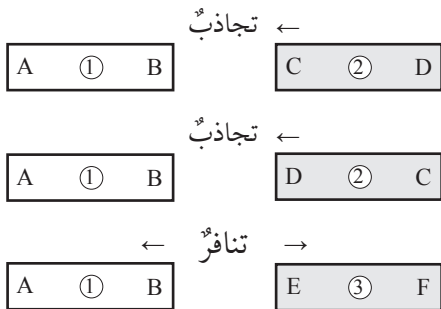 تجاذبٌ ←
A ① B C ② D
تجاذبٌ ←
A ① B D ② C
← تنافرٌ →
A ① B E ③ F